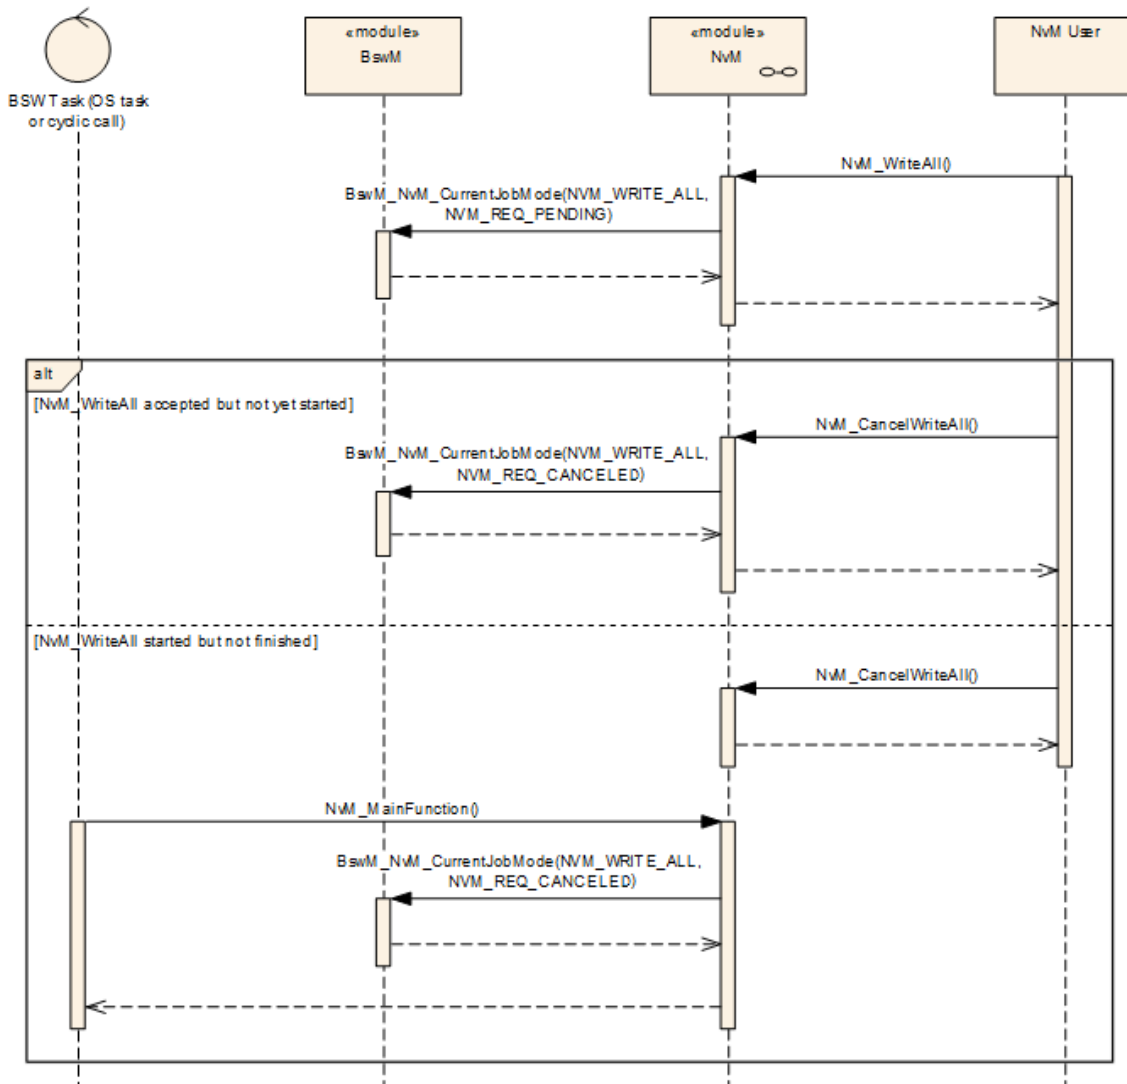 «module»
BswM
«module»
NvM
NvM User
BSW Task (OS task
or cyclic call)
NvM_WriteAll()
BswM_NvM_CurrentJobMode(NVM_WRITE_ALL,
NVM_REQ_PENDING)
alt
[NvM_WriteAll accepted but not yet started]
NvM_CancelWriteAll()
BswM_NvM_CurrentJobMode(NVM_WRITE_ALL,
NVM_REQ_CANCELED)
[NvM_WriteAll started but not finished]
NvM_CancelWriteAll()
NvM_MainFunction()
BswM_NvM_CurrentJobMode(NVM_WRITE_ALL,
NVM_REQ_CANCELED)